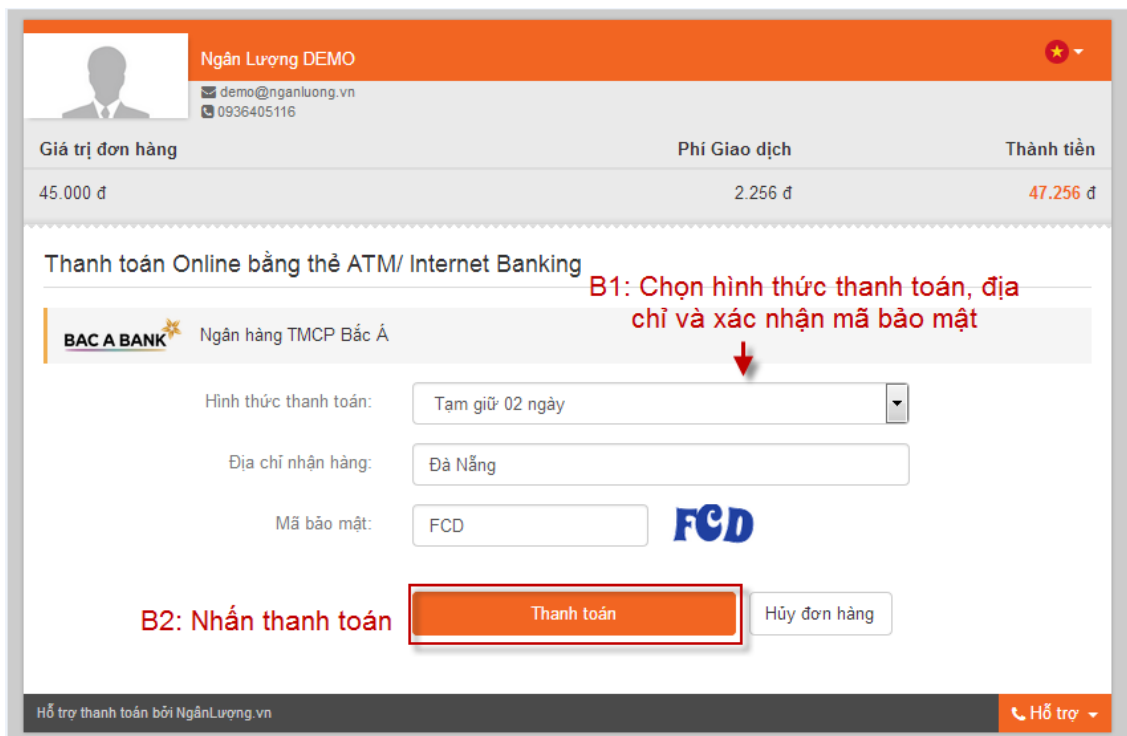 Ngân Lượng DEMO
demo@nganluong.vn
0936405116
Giá trị đơn hàng Phí Giao dịch Thành tiền
45.000 đ 2.256 đ 47.256 đ
Thanh toán Online bằng thẻ ATM/ Internet Banking
B1: Chọn hình thức thanh toán, địa
chỉ và xác nhận mã bảo mật
BAC A BANK Ngân hàng TMCP Bắc Á
Hình thức thanh toán: Tạm giữ 02 ngày
Địa chỉ nhận hàng: Đà Nẵng
Mã bảo mật: FCD FCD
B2: Nhấn thanh toán Thanh toán Hủy đơn hàng
Hỗ trợ thanh toán bởi NgânLượng.vn Hỗ trợ